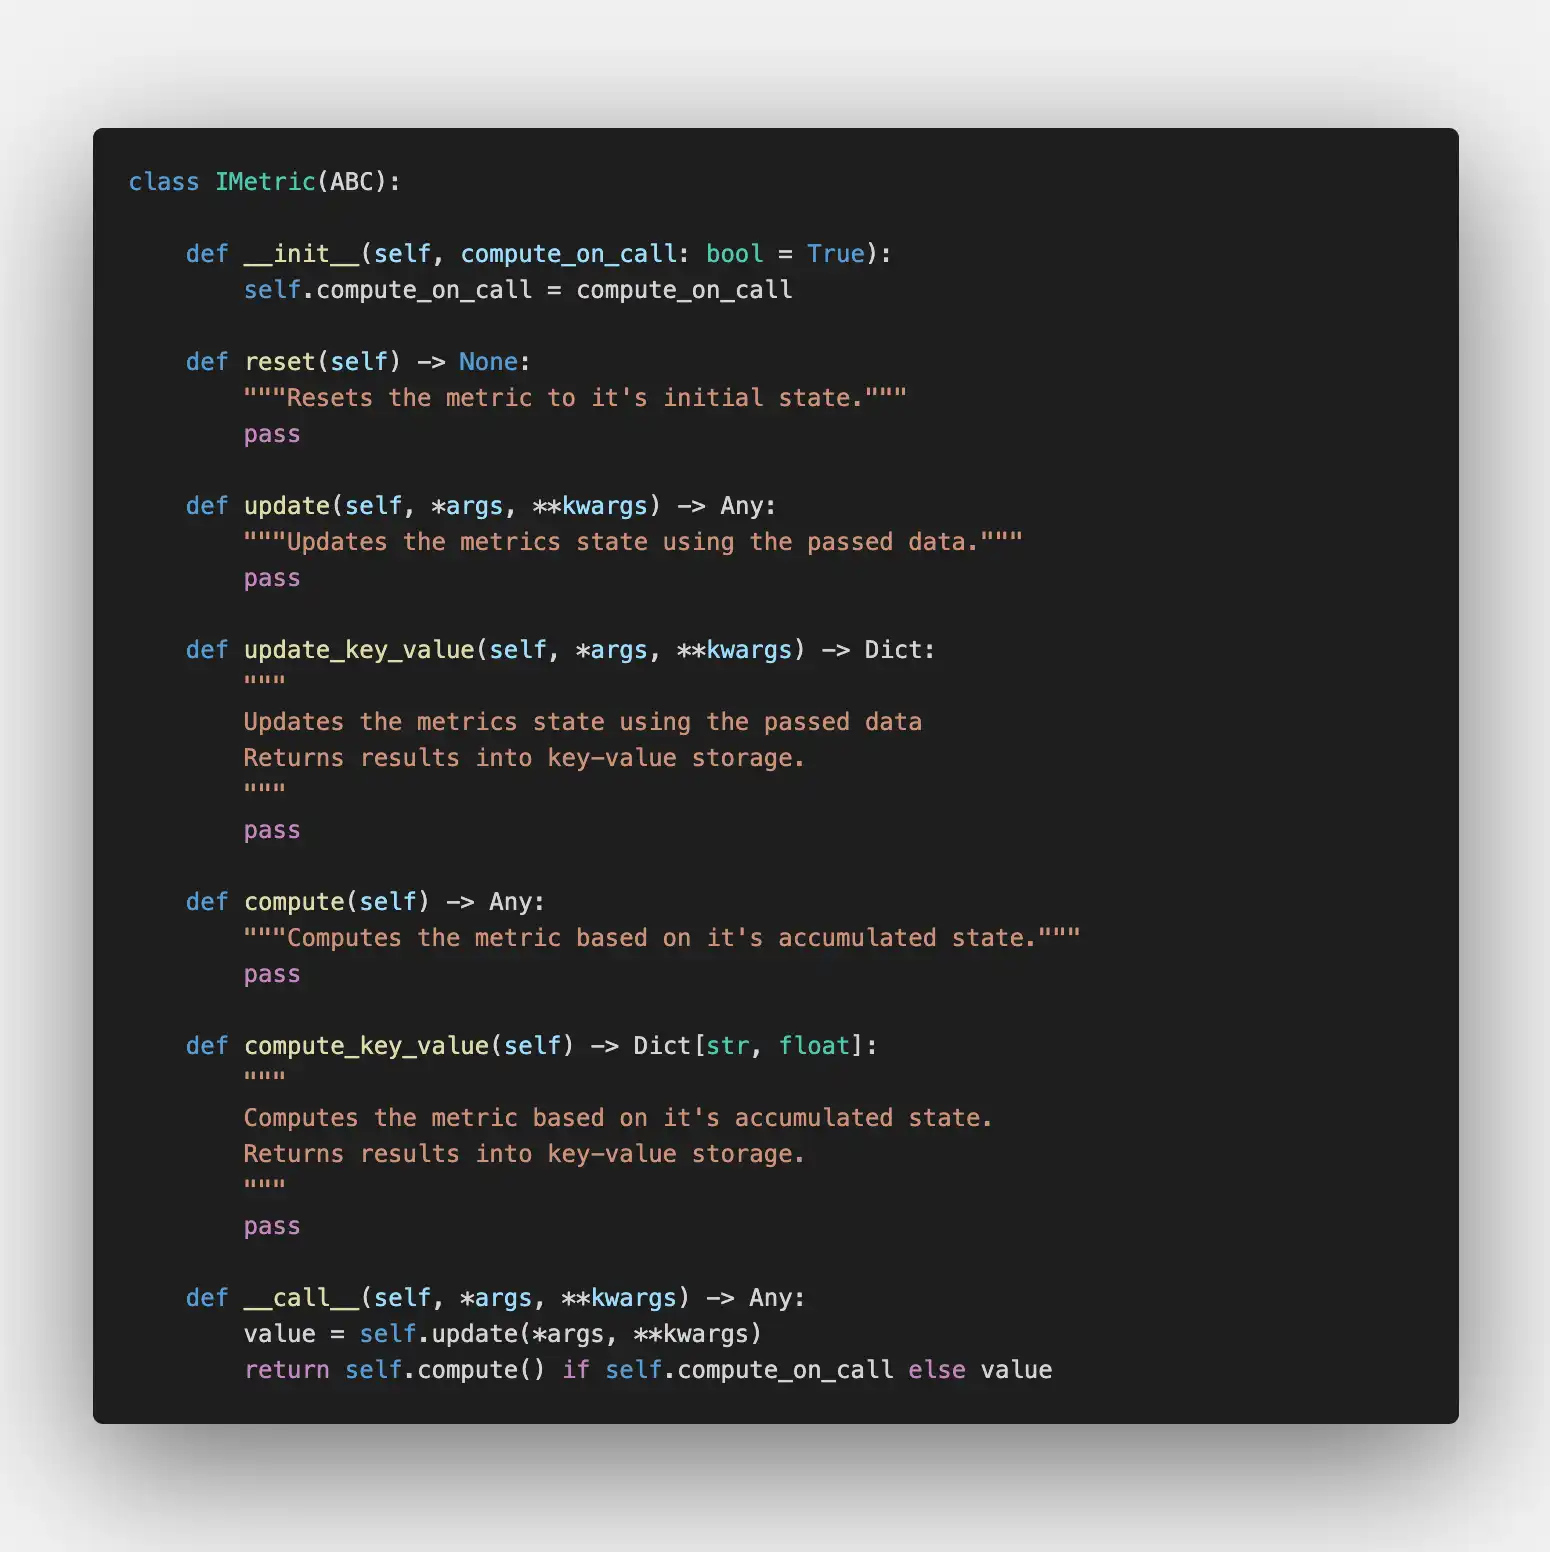 class IMetric(ABC):
    def __init__(self, compute_on_call: bool = True):
        self.compute_on_call = compute_on_call
    def reset(self) -> None:
        """Resets the metric to it's initial state."""
        pass
    def update(self, *args, **kwargs) -> Any:
        """Updates the metrics state using the passed data."""
        pass
    def update_key_value(self, *args, **kwargs) -> Dict:
        """
        Updates the metrics state using the passed data
        Returns results into key-value storage.
        """
        pass
    def compute(self) -> Any:
        """Computes the metric based on it's accumulated state."""
        pass
    def compute_key_value(self) -> Dict[str, float]:
        """
        Computes the metric based on it's accumulated state.
        Returns results into key-value storage.
        """
        pass
    def __call__(self, *args, **kwargs) -> Any:
        value = self.update(*args, **kwargs)
        return self.compute() if self.compute_on_call else value